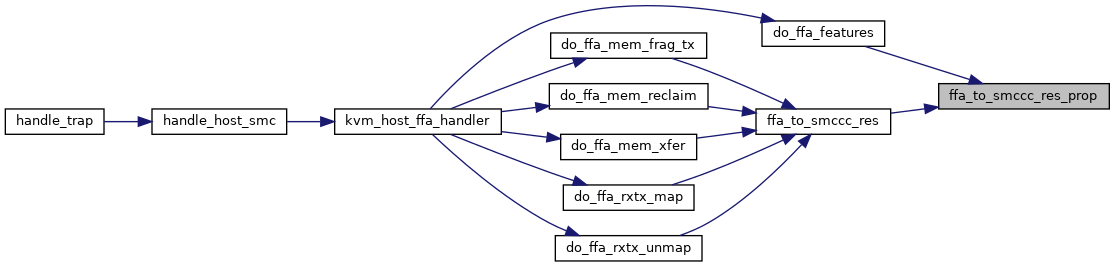 handle_trap
handle_host_smc
kvm_host_ffa_handler
do_ffa_features
do_ffa_mem_frag_tx
do_ffa_mem_reclaim
do_ffa_mem_xfer
do_ffa_rxtx_map
do_ffa_rxtx_unmap
ffa_to_smccc_res
ffa_to_smccc_res_prop